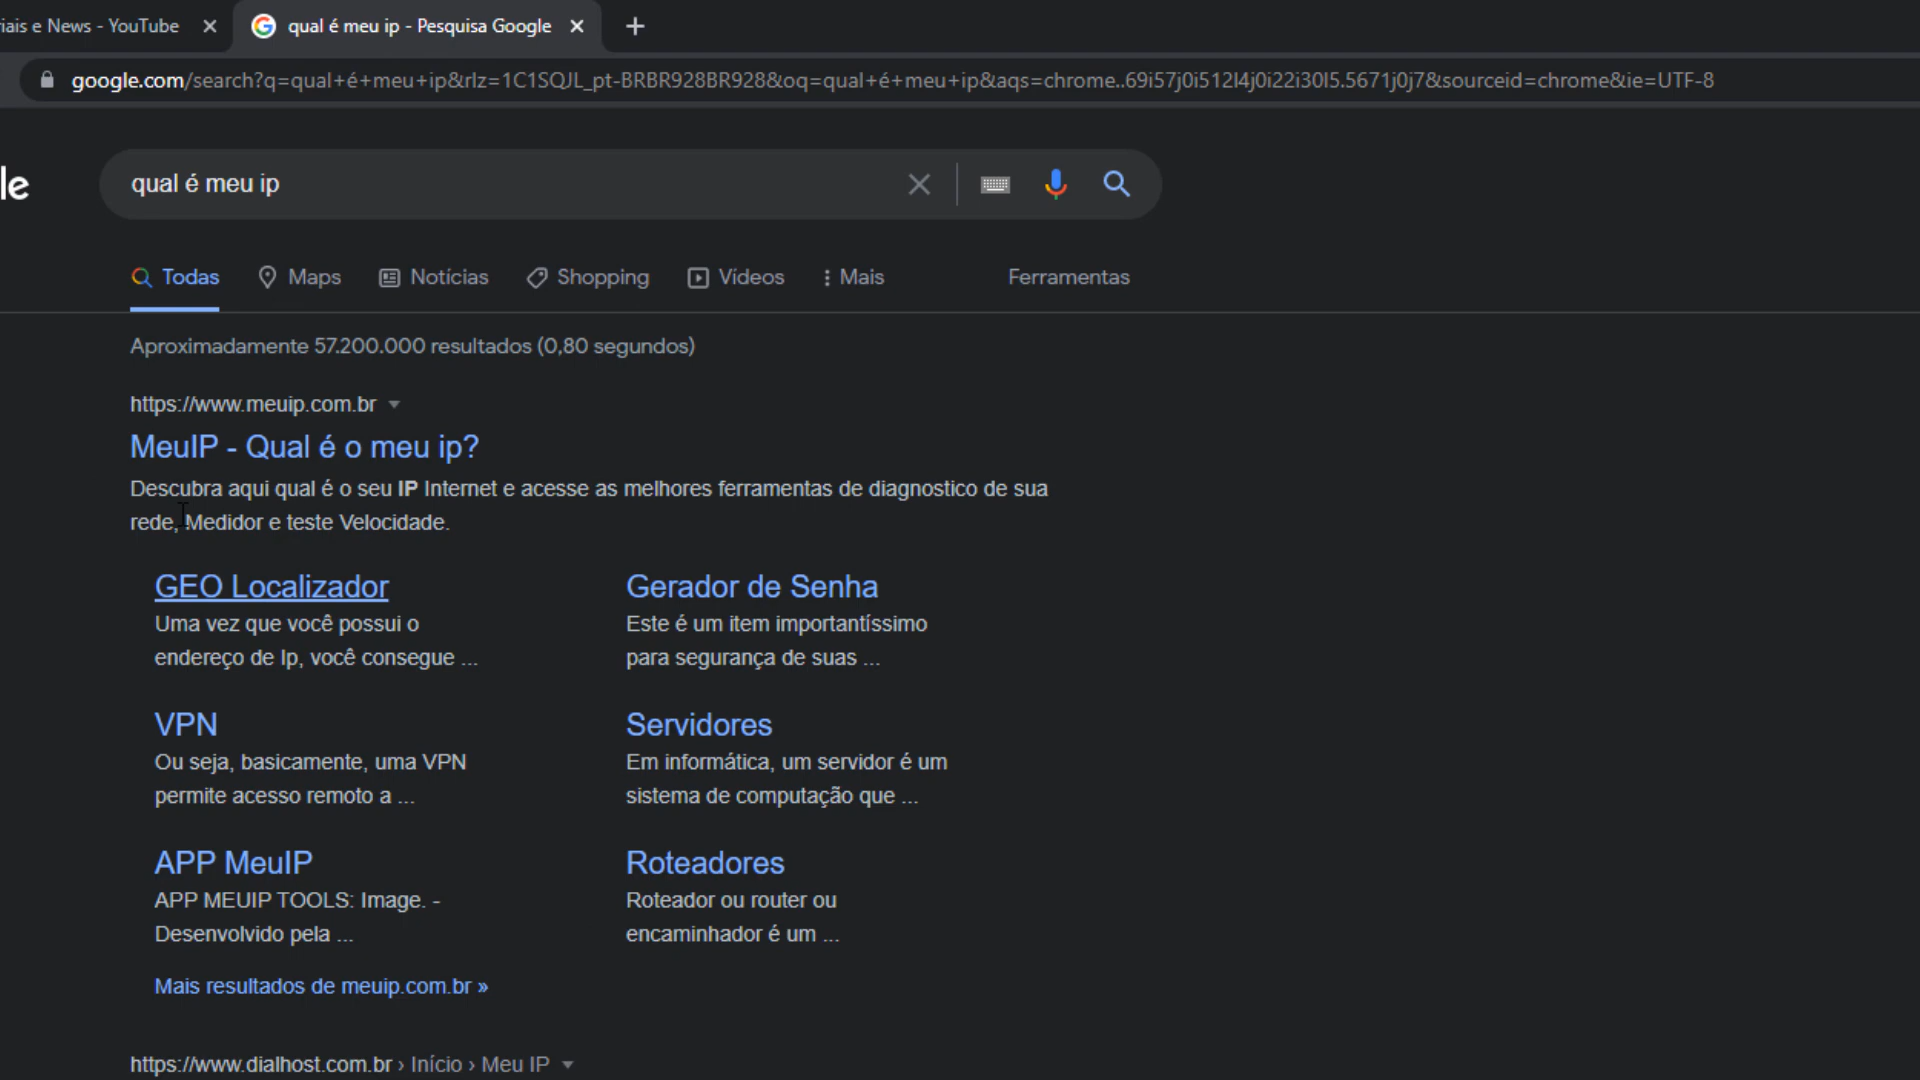 iais e News - YouTube
qual é meu ip - Pesquisa Google
google.com/search?q=qual+é+meu+ip&rlz=1C1SQJL_pt-BRBR928BR928&oq=qual+é+meu+ip&aqs=chrome..69i57j0i512l4j0i22i30l5.5671j0j7&sourceid=chrome&ie=UTF-8
le
qual é meu ip
Todas Maps Notícias Shopping Vídeos Mais Ferramentas
Aproximadamente 57.200.000 resultados (0,80 segundos)
https://www.meuip.com.br
MeuIP - Qual é o meu ip?
Descubra aqui qual é o seu IP Internet e acesse as melhores ferramentas de diagnostico de sua
rede, Medidor e teste Velocidade.
GEO Localizador
Uma vez que você possui o
endereço de Ip, você consegue ...
Gerador de Senha
Este é um item importantíssimo
para segurança de suas ...
VPN
Ou seja, basicamente, uma VPN
permite acesso remoto a ...
Servidores
Em informática, um servidor é um
sistema de computação que ...
APP MeuIP
APP MEUIP TOOLS: Image. -
Desenvolvido pela ...
Roteadores
Roteador ou router ou
encaminhador é um ...
Mais resultados de meuip.com.br »
https://www.dialhost.com.br › Início › Meu IP